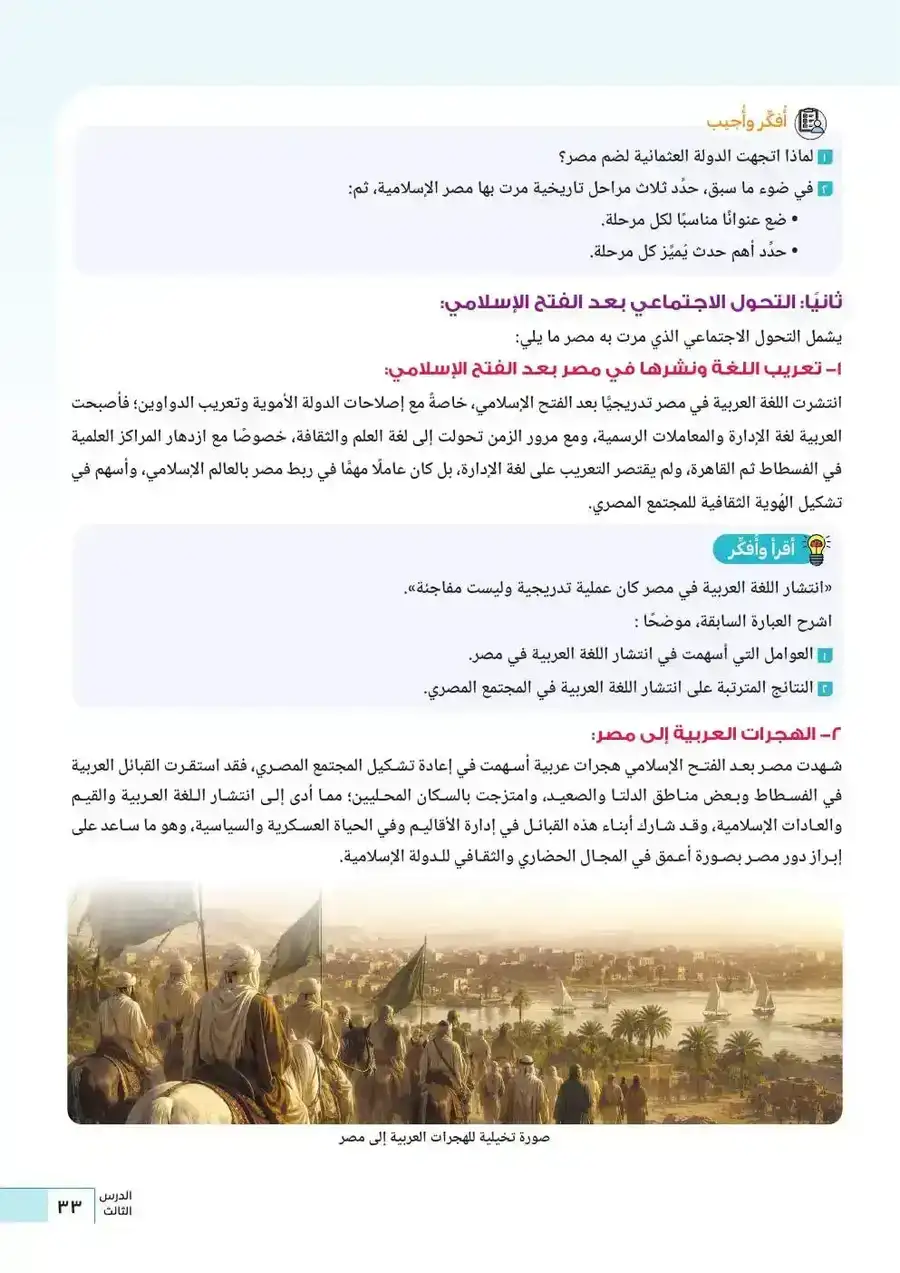 أُفكّر وأُجيب
١ لماذا اتجهت الدولة العثمانية لضم مصر؟
٢ في ضوء ما سبق، حدِّد ثلاث مراحل تاريخية مرت بها مصر الإسلامية، ثم:
• ضع عنوانًا مناسبًا لكل مرحلة.
• حدِّد أهم حدث يُميِّز كل مرحلة.
ثانيًا: التحول الاجتماعي بعد الفتح الإسلامي:
يشمل التحول الاجتماعي الذي مرت به مصر ما يلي:
١- تعريب اللغة ونشرها في مصر بعد الفتح الإسلامي:
انتشرت اللغة العربية في مصر تدريجيًّا بعد الفتح الإسلامي، خاصةً مع إصلاحات الدولة الأموية وتعريب الدواوين؛ فأصبحت
العربية لغة الإدارة والمعاملات الرسمية، ومع مرور الزمن تحولت إلى لغة العلم والثقافة، خصوصًا مع ازدهار المراكز العلمية
في الفسطاط ثم القاهرة، ولم يقتصر التعريب على لغة الإدارة، بل كان عاملًا مهمًّا في ربط مصر بالعالم الإسلامي، وأسهم في
تشكيل الهُوية الثقافية للمجتمع المصري.
أقرأ وأُفكّر
«انتشار اللغة العربية في مصر كان عملية تدريجية وليست مفاجئة».
اشرح العبارة السابقة، موضحًا :
١ العوامل التي أسهمت في انتشار اللغة العربية في مصر.
٢ النتائج المترتبة على انتشار اللغة العربية في المجتمع المصري.
٢- الهجرات العربية إلى مصر:
شهدت مصر بعد الفتح الإسلامي هجرات عربية أسهمت في إعادة تشكيل المجتمع المصري، فقد استقرت القبائل العربية
في الفسطاط وبعض مناطق الدلتا والصعيد، وامتزجت بالسكان المحليين؛ مما أدى إلى انتشار اللغة العربية والقيم
والعادات الإسلامية، وقد شارك أبناء هذه القبائل في إدارة الأقاليم وفي الحياة العسكرية والسياسية، وهو ما ساعد على
إبراز دور مصر بصورة أعمق في المجال الحضاري والثقافي للدولة الإسلامية.
صورة تخيلية للهجرات العربية إلى مصر
الدرس
الثالث
٣٣